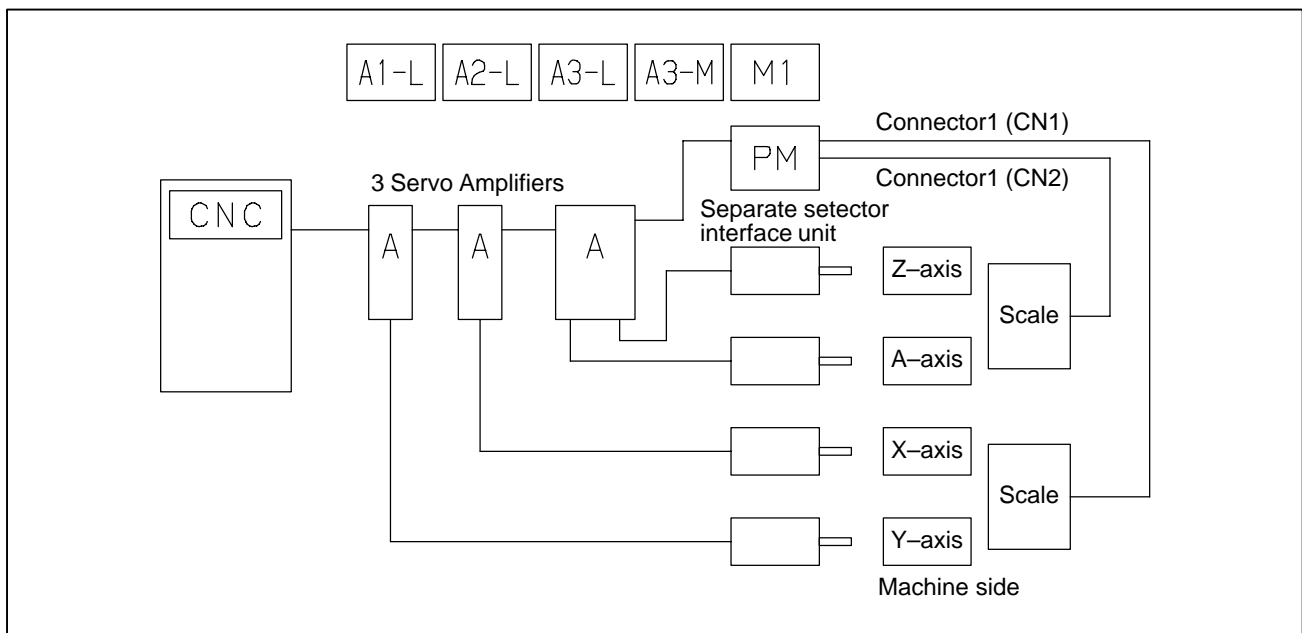 A1-L A2-L A3-L A3-M M1
Connector1 (CN1)
PM
Connector1 (CN2)
3 Servo Amplifiers
CNC
Separate setector
interface unit
A A A
Z–axis
Scale
A–axis
X–axis
Scale
Y–axis
Machine side